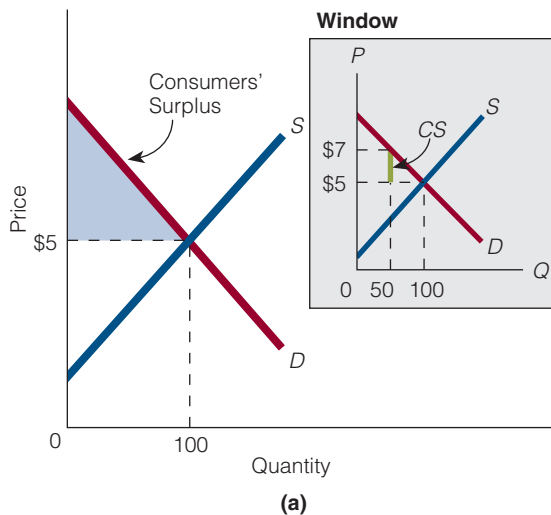 Window
P
S
CS
$7
$5
D
Q
0
50
100
Consumers'
Surplus
S
Price
$5
D
0
100
Quantity
(a)